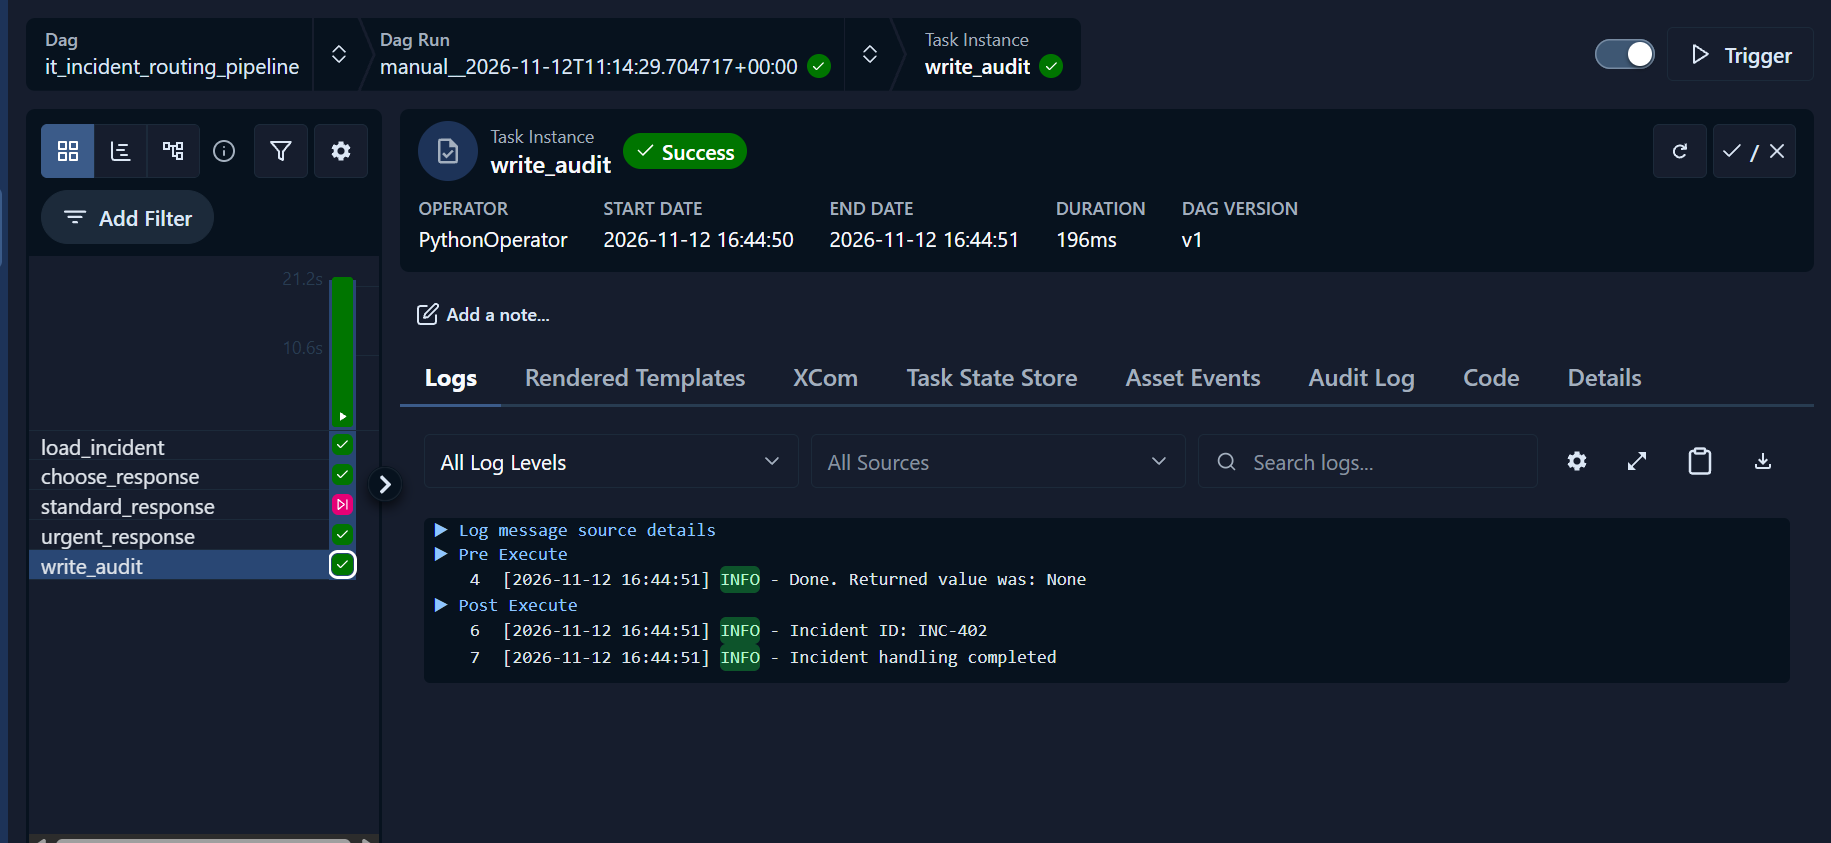 Dag
it_incident_routing_pipeline
Dag Run
manual__2026-11-12T11:14:29.704717+00:00
Task Instance
write_audit
Trigger
Add Filter
21.2s
10.6s
load_incident
choose_response
standard_response
urgent_response
write_audit
Task Instance
write_audit
Success
/
OPERATOR START DATE END DATE DURATION DAG VERSION
PythonOperator 2026-11-12 16:44:50 2026-11-12 16:44:51 196ms v1
Add a note...
Logs Rendered Templates XCom Task State Store Asset Events Audit Log Code Details
All Log Levels All Sources Search logs...
Log message source details
Pre Execute
4 [2026-11-12 16:44:51] INFO - Done. Returned value was: None
Post Execute
6 [2026-11-12 16:44:51] INFO - Incident ID: INC-402
7 [2026-11-12 16:44:51] INFO - Incident handling completed